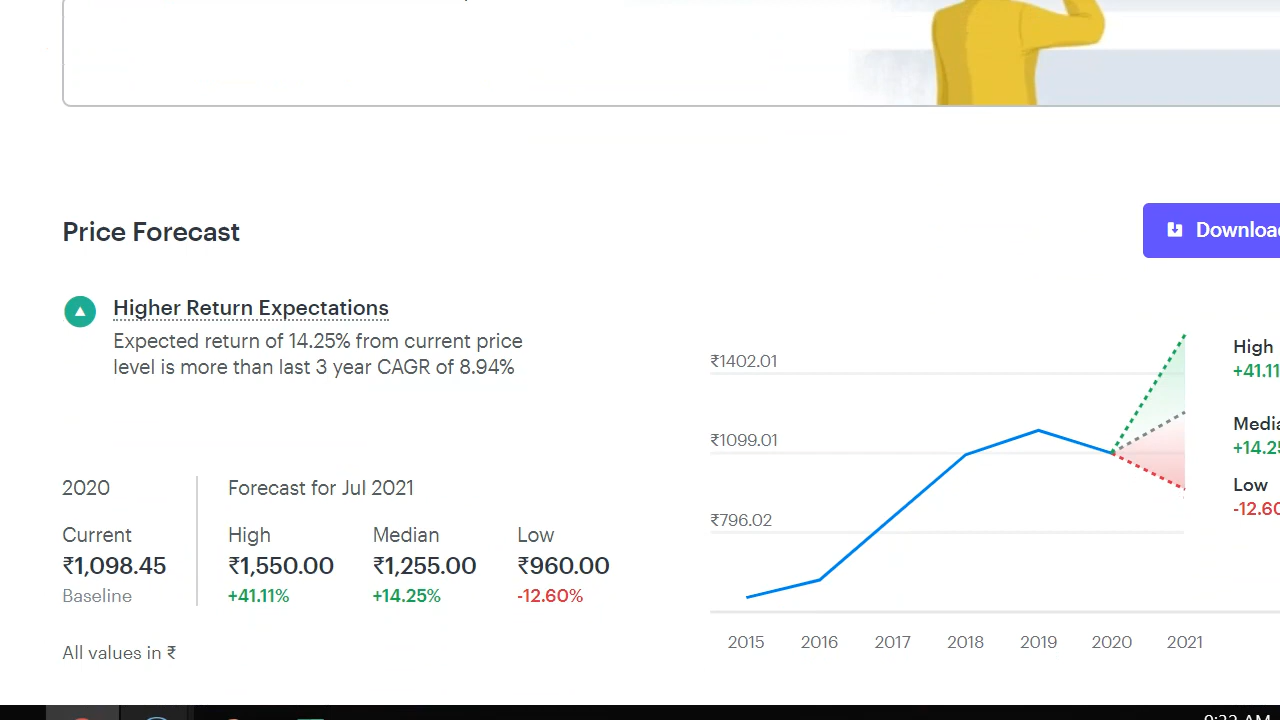 Price Forecast
Download
Higher Return Expectations
Expected return of 14.25% from current price
level is more than last 3 year CAGR of 8.94%
2020
Forecast for Jul 2021
Current
High
Median
Low
₹1,098.45
₹1,550.00
₹1,255.00
₹960.00
Baseline
+41.11%
+14.25%
-12.60%
All values in ₹
₹1402.01
₹1099.01
₹796.02
2015 2016 2017 2018 2019 2020 2021
High
+41.11
Media
+14.25
Low
-12.60